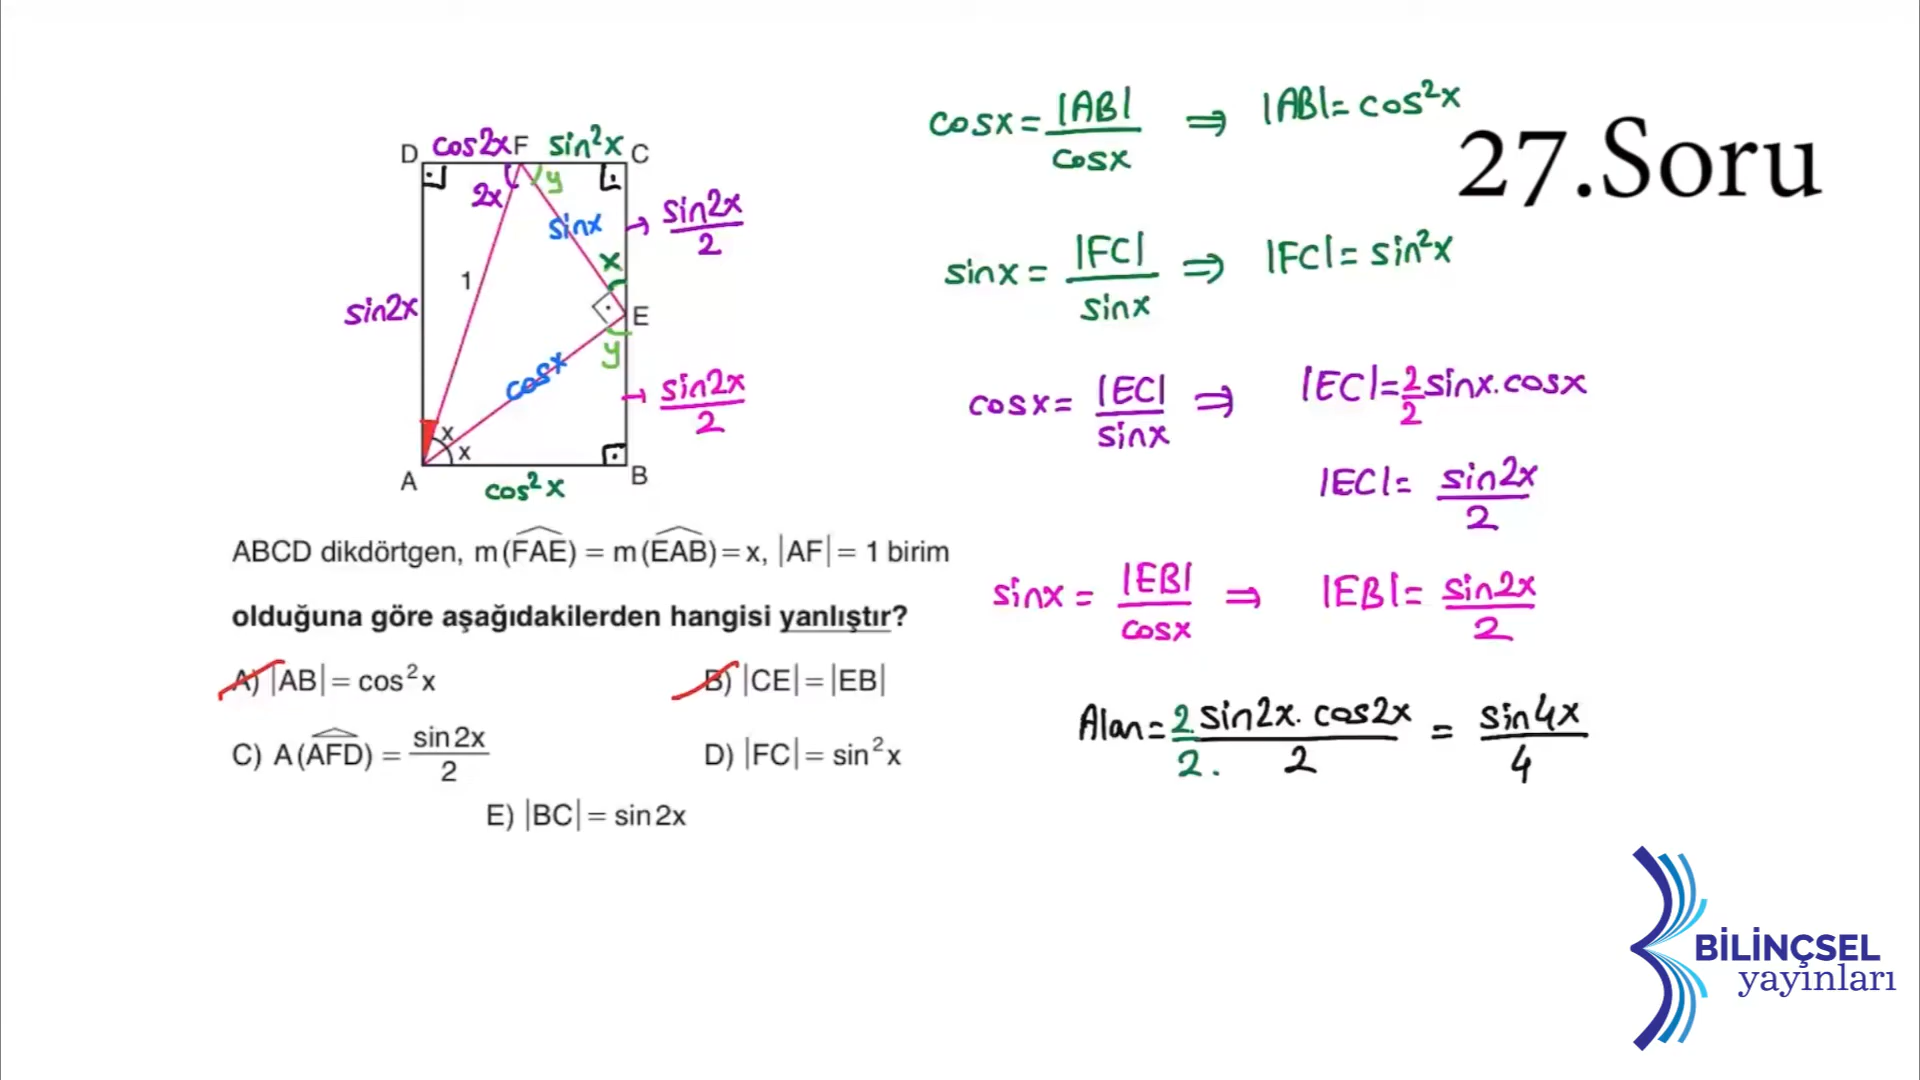 27.Soru
D cos2x F sin²x C
2x y
sinx → sin2x/2
x
1
sin2x
E
y
cosx → sin2x/2
x
x
A cos²x B
ABCD dikdörtgen, m(FAE) = m(EAB) = x, |AF| = 1 birim
olduğuna göre aşağıdakilerden hangisi yanlıştır?
A) |AB| = cos²x B) |CE| = |EB|
C) A(AFD) = sin2x/2 D) |FC| = sin²x
E) |BC| = sin2x
cosx = |AB|/cosx ⇒ |AB| = cos²x
sinx = |FC|/sinx ⇒ |FC| = sin²x
cosx = |EC|/sinx ⇒ |EC| = 2/2 sinx.cosx
|EC| = sin2x/2
sinx = |EB|/cosx ⇒ |EB| = sin2x/2
Alan = 2.sin2x.cos2x/2.2 = sin4x/4
BİLİNÇSEL
yayınları